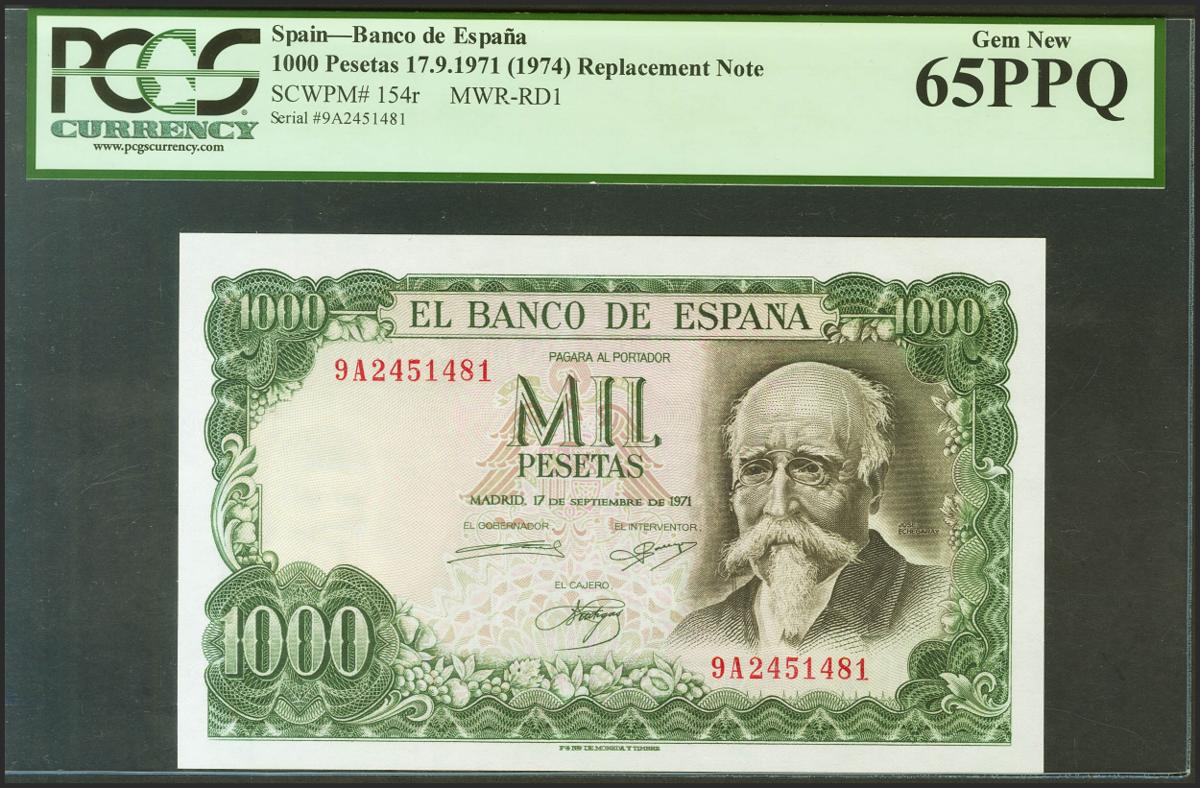 PCGS
CURRENCY
www.pcgscurrency.com
Spain—Banco de España
1000 Pesetas 17.9.1971 (1974) Replacement Note
SCWPM# 154r MWR-RD1
Serial #9A2451481
Gem New
65PPQ
1000
EL BANCO DE ESPAÑA
1000
PAGARA AL PORTADOR
9A2451481
MIL
PESETAS
MADRID, 17 DE SEPTIEMBRE DE 1971
EL GOBERNADOR,
EL INTERVENTOR,
JOSE
ECHEGARAY
EL CAJERO,
1000
9A2451481